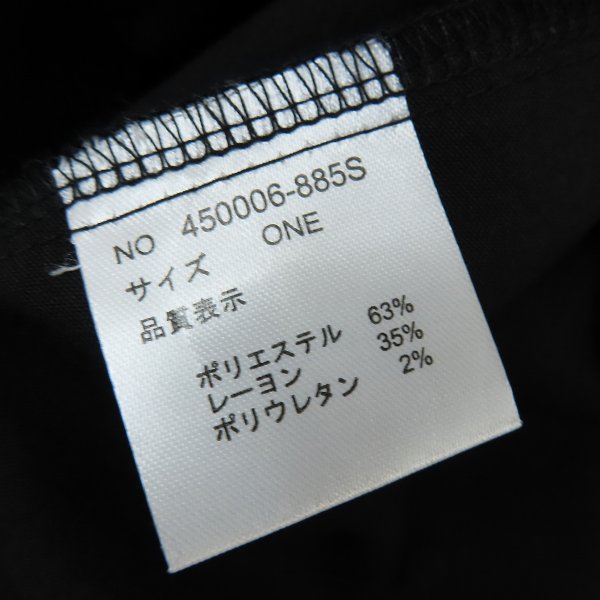 NO 450006-885S
サイズ ONE
品質表示
ポリエステル 63%
レーヨン 35%
ポリウレタン 2%